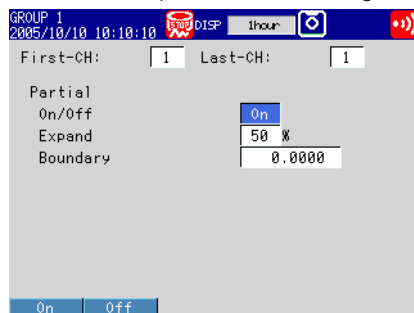 GROUP 1
2005/10/10 10:10:10 STOP DISP 1hour
First-CH: 1 Last-CH: 1
Partial
On/Off On
Expand 50 %
Boundary 0.0000
On Off